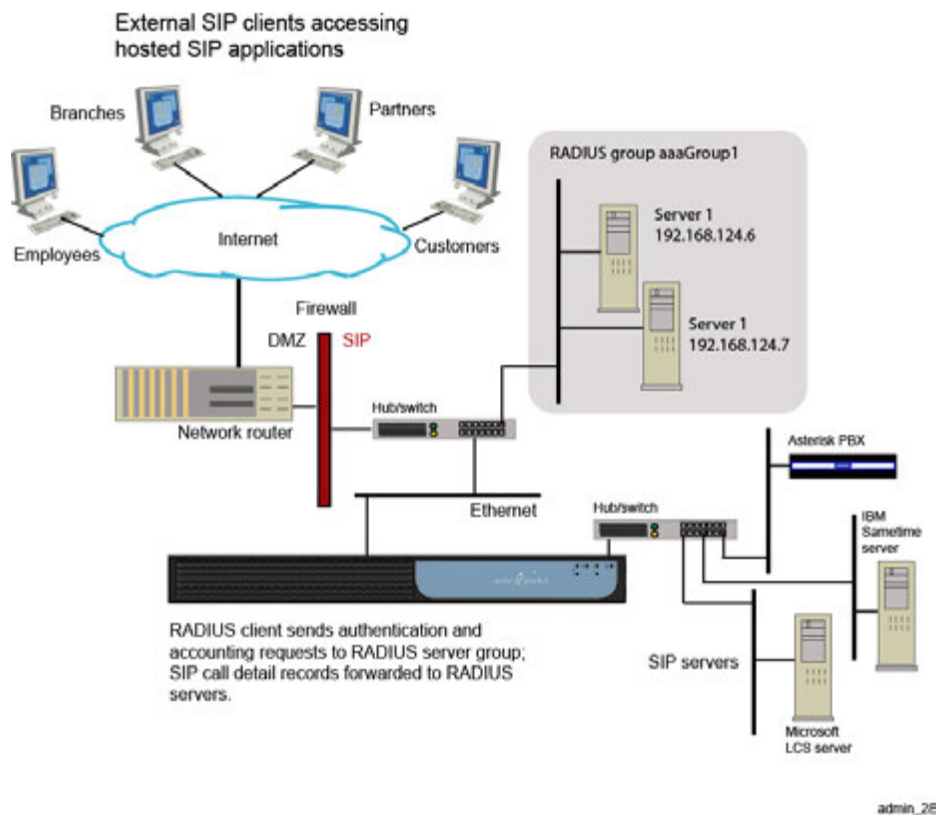 External SIP clients accessing
hosted SIP applications
Branches
Partners
Employees
Internet
Customers
RADIUS group aaaGroup1
Server 1
192.168.124.6
Server 1
192.168.124.7
Firewall
DMZ
SIP
Network router
Hub/switch
Ethernet
Hub/switch
Asterisk PBX
IBM
Sametime
server
SIP servers
Microsoft
LCS server
RADIUS client sends authentication and
accounting requests to RADIUS server group;
SIP call detail records forwarded to RADIUS
servers.
admin_28